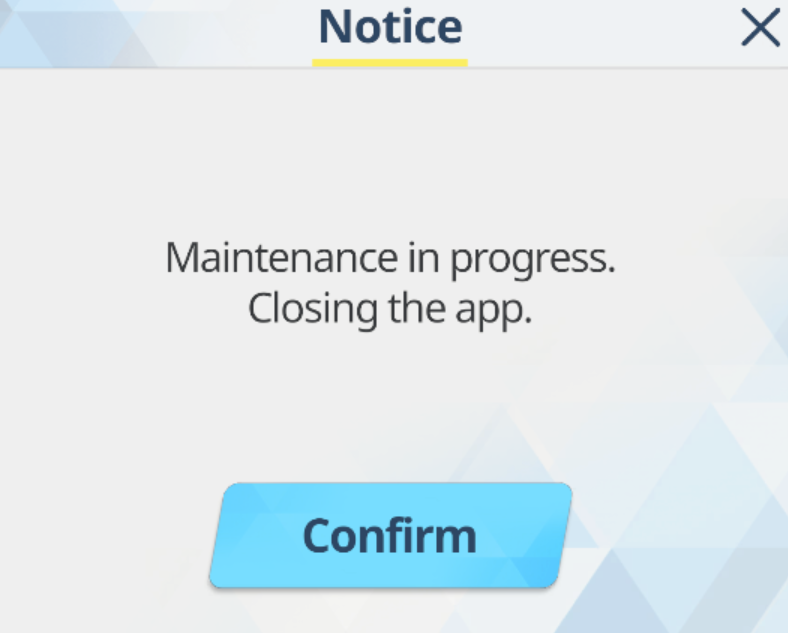 Notice
Maintenance in progress.
Closing the app.
Confirm